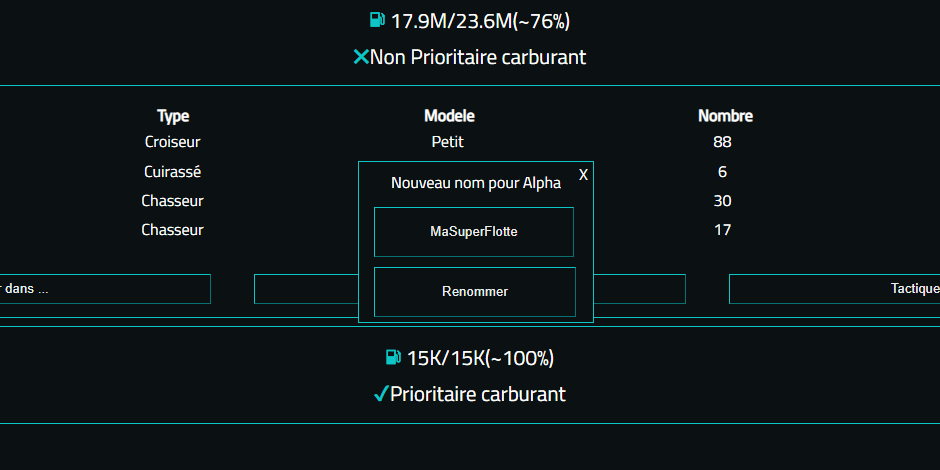 17.9M/23.6M(~76%)
Non Prioritaire carburant
Type Modele Nombre
Croiseur Petit 88
Cuirassé 6
Chasseur 30
Chasseur 17
Nouveau nom pour Alpha X
MaSuperFlotte
Renommer
r dans ... Tactique
15K/15K(~100%)
Prioritaire carburant